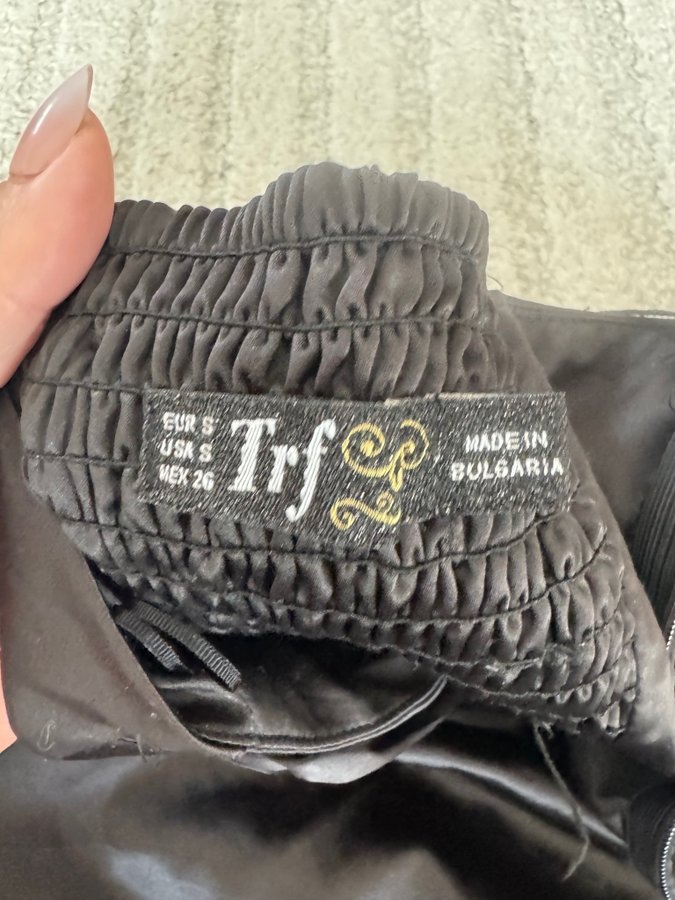 EUR S
USA S
MEX 26
Trf
MADE IN
BULGARIA